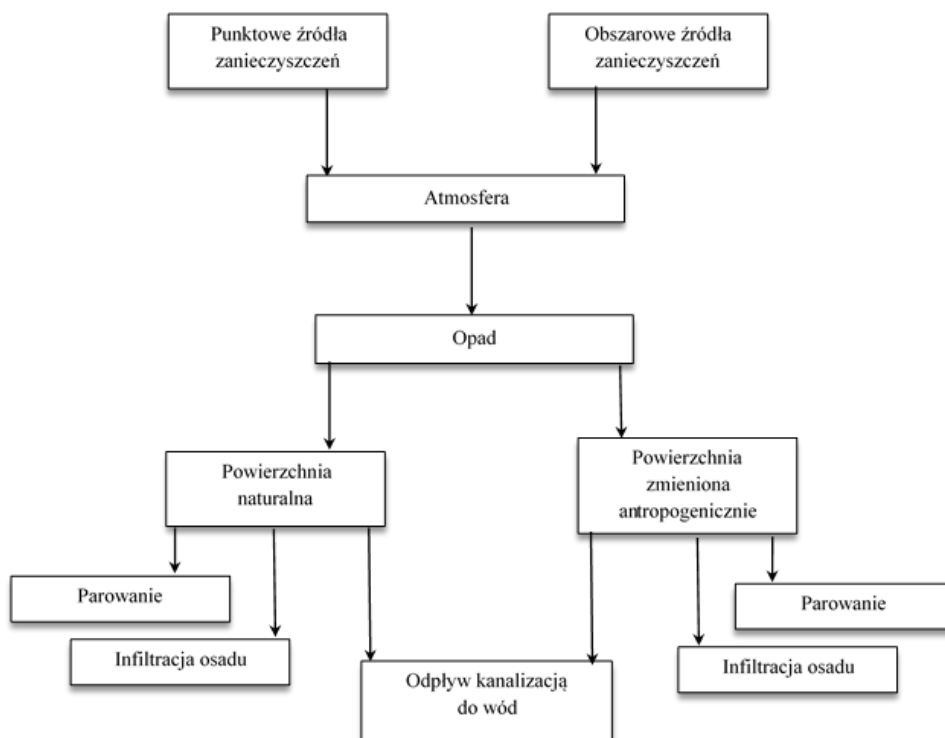 Punktowe źródła
zanieczyszczeń
Obszarowe źródła
zanieczyszczeń
Atmosfera
Opad
Powierzchnia
naturalna
Powierzchnia
zmieniona
antropogenicznie
Parowanie
Parowanie
Infiltracja osadu
Infiltracja osadu
Odpływ kanalizacją
do wód